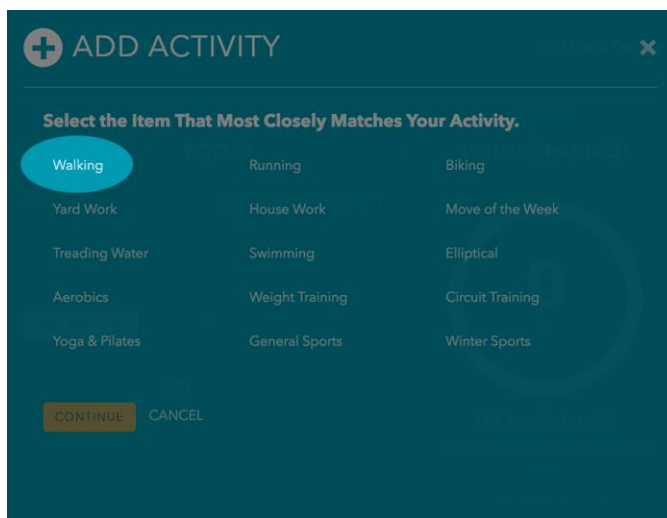 ADD ACTIVITY
Select the Item That Most Closely Matches Your Activity.
Walking Running Biking
Yard Work House Work Move of the Week
Treading Water Swimming Elliptical
Aerobics Weight Training Circuit Training
Yoga & Pilates General Sports Winter Sports
CONTINUE CANCEL